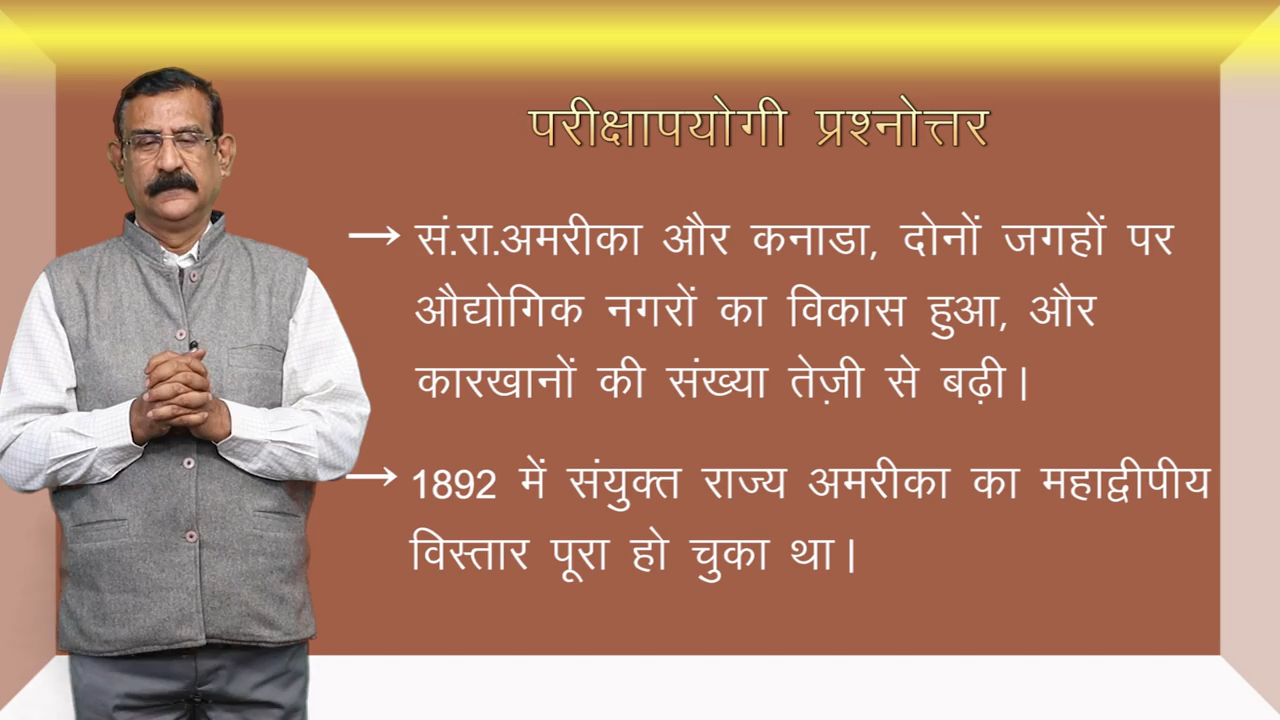 परीक्षापयोगी प्रश्नोत्तर
→ सं.रा.अमरीका और कनाडा, दोनों जगहों पर
औद्योगिक नगरों का विकास हुआ, और
कारखानों की संख्या तेज़ी से बढ़ी।
→ 1892 में संयुक्त राज्य अमरीका का महाद्वीपीय
विस्तार पूरा हो चुका था।